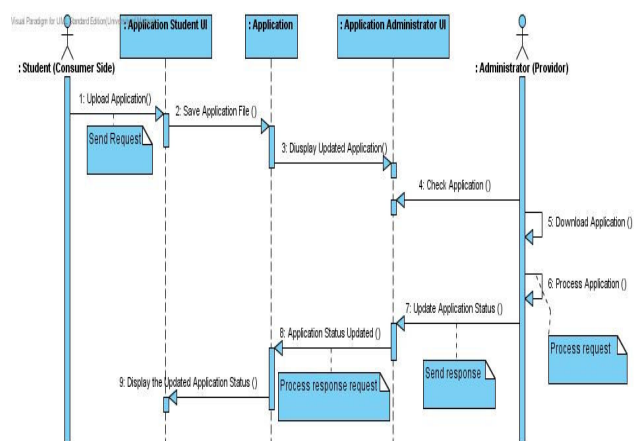 Visual Paradigm for UML Standard Edition
: Application Student UI
: Application
: Application Administrator UI
: Student (Consumer Side)
: Administrator (Providor)
1: Upload Application()
2: Save Application File ()
Send Request
3: Diusplay Updated Application()
4: Check Application ()
5: Download Application ()
6: Process Application ()
7: Update Application Status ()
8: Application Status Updated ()
Process request
Send response
9: Display the Updated Application Status ()
Process response request